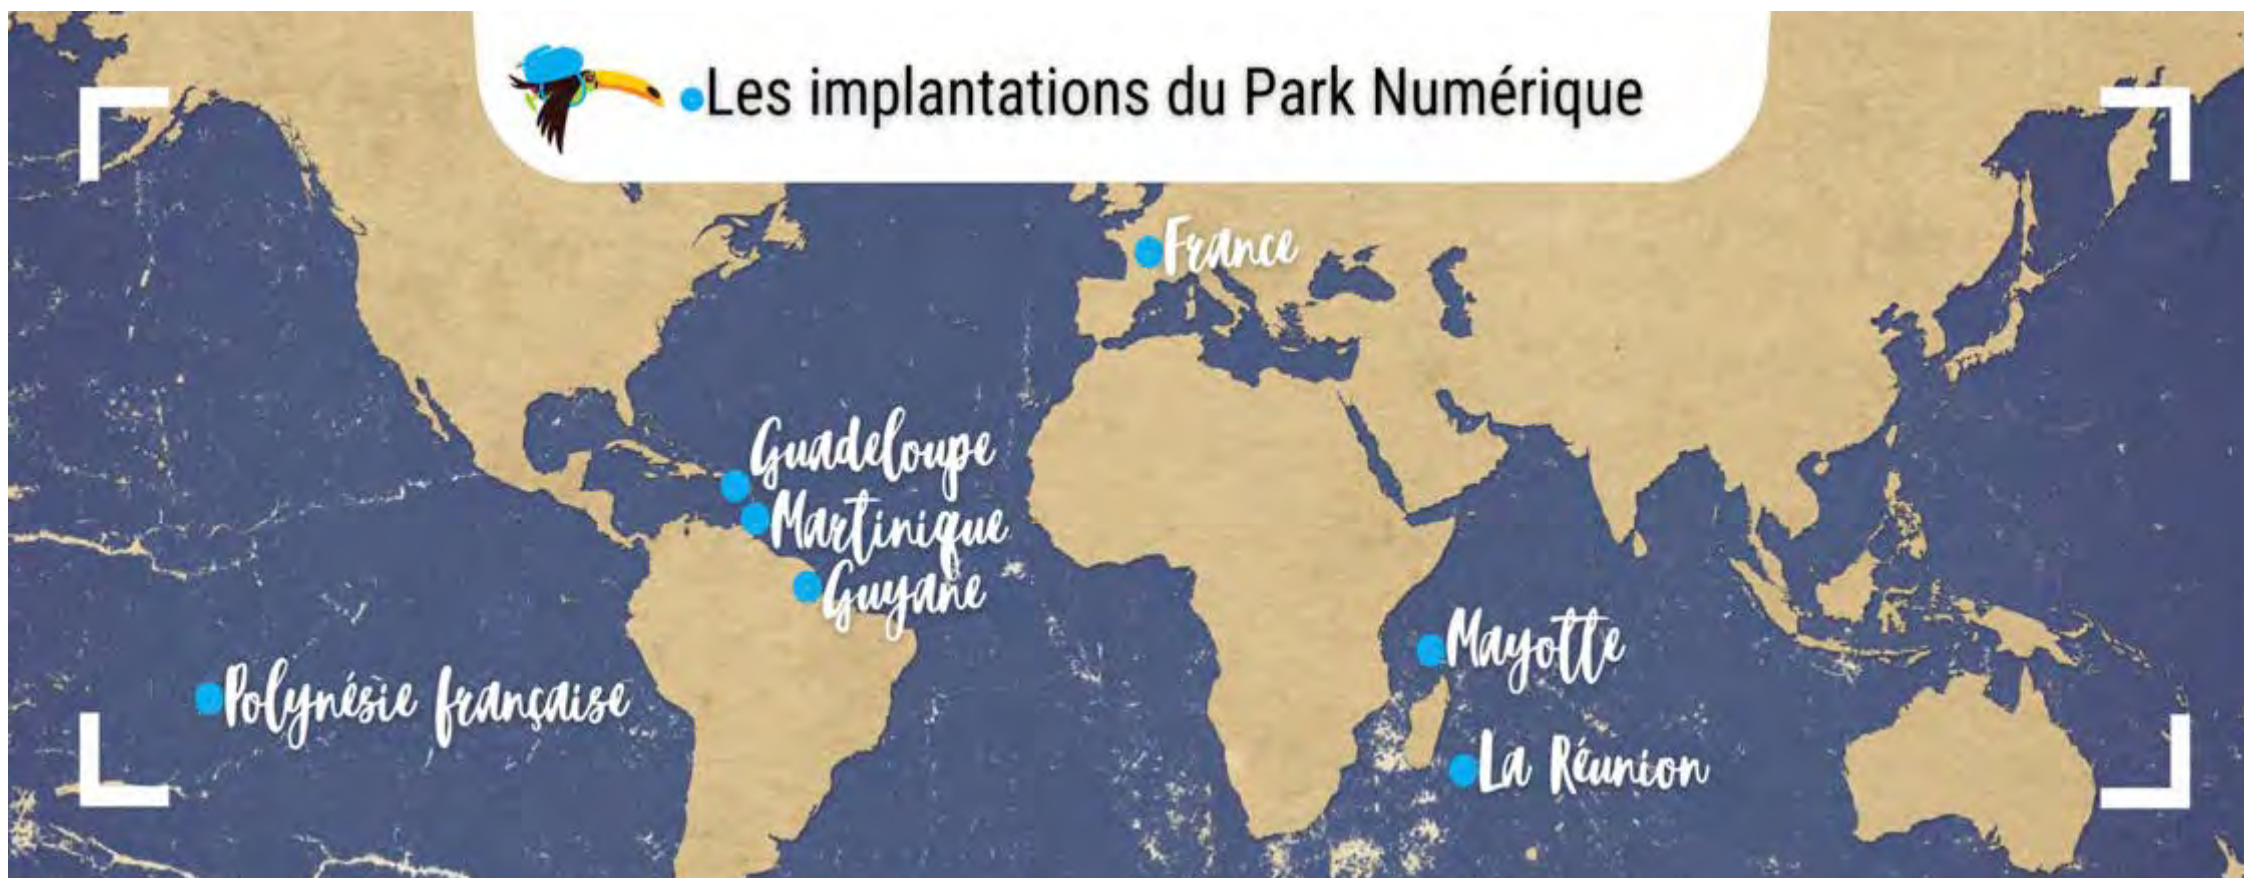 Les implantations du Park Numérique
France
Guadeloupe
Martinique
Guyane
Mayotte
Polynésie française
La Réunion